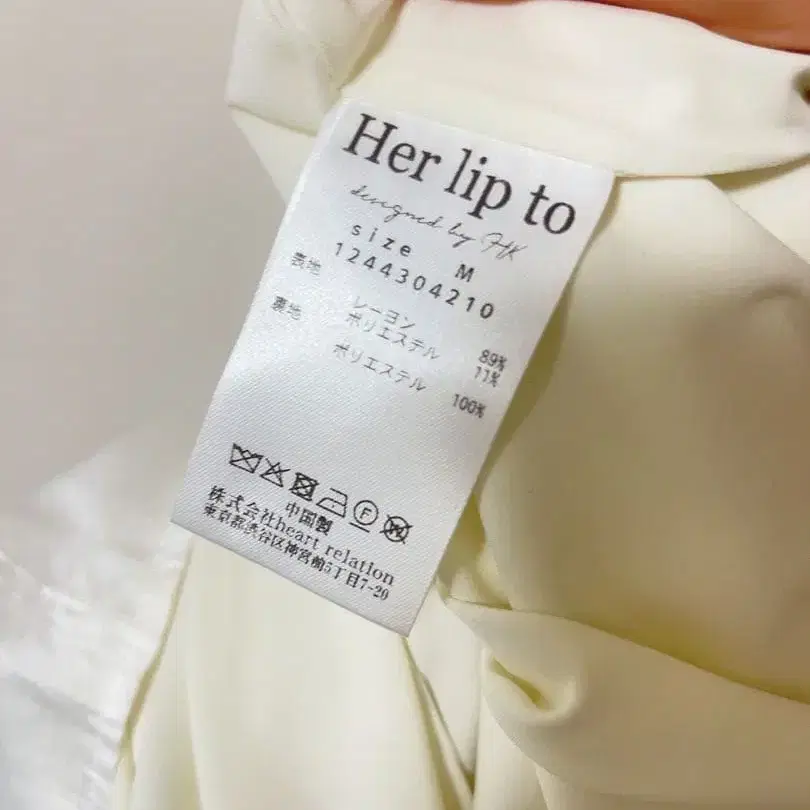 Her lip to
designed by HK
size M
1244304210
表地 レーヨン 89%
ポリエステル 11%
裏地 ポリエステル 100%
F
中国製
株式会社heart relation
東京都渋谷区神宮前5丁目7-20